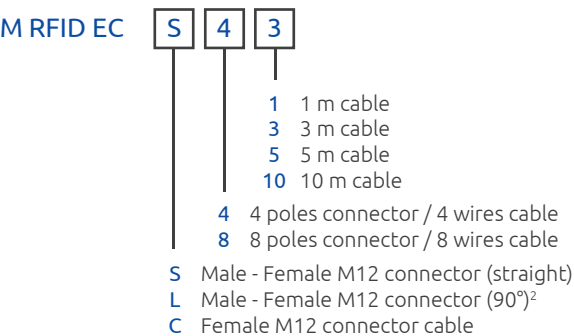 M RFID EC S 4 3
1 1 m cable
3 3 m cable
5 5 m cable
10 10 m cable
4 4 poles connector / 4 wires cable
8 8 poles connector / 8 wires cable
S Male - Female M12 connector (straight)
L Male - Female M12 connector (90°)²
C Female M12 connector cable